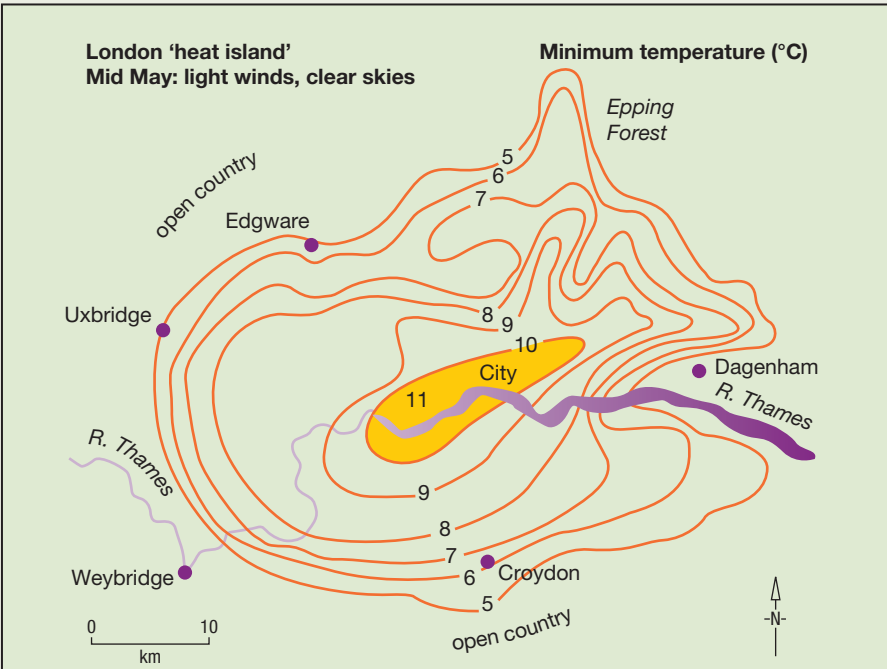 London ‘heat island’
Mid May: light winds, clear skies
Minimum temperature (°C)
Epping
Forest
open country
5
6
7
Edgware
Uxbridge
8
9
10
City
11
Dagenham
R. Thames
R. Thames
9
8
7
6
5
Croydon
Weybridge
open country
0 10
km
-N-